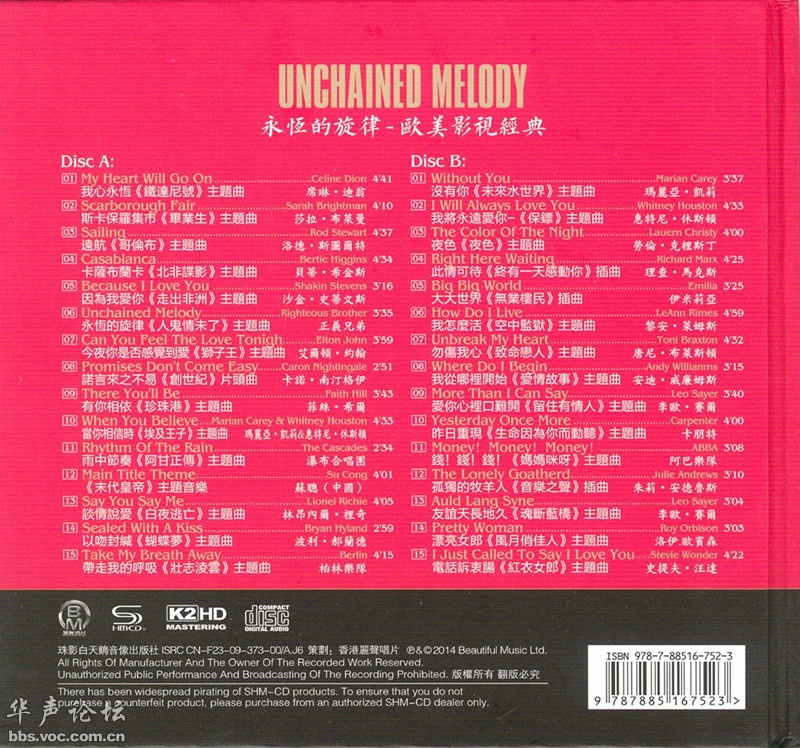 UNCHAINED MELODY
永恆的旋律-歐美影視經典
Disc A:
01 My Heart Will Go On Celine Dion 4'41
我心永恆《鐵達尼號》主題曲 席琳·迪翁
02 Scarborough Fair Sarah Brightman 4'10
斯卡保羅集市《畢業生》主題曲 莎拉·布萊曼
03 Sailing Rod Stewart 4'37
遠航《哥倫布》主題曲 洛德·斯圖爾特
04 Casablanca Bertie Higgins 4'34
卡薩布蘭卡《北非諜影》主題曲 貝蒂·希金斯
05 Because I Love You Shakin Stevens 3'16
因為我愛你《走出非洲》主題曲 沙金·史蒂文斯
06 Unchained Melody Righteous Brother 3'35
永恆的旋律《人鬼情未了》主題曲 正義兄弟
07 Can You Feel The Love Tonigh Elton John 3'59
今夜你是否感覺到愛《獅子王》主題曲 艾爾頓·約翰
08 Promises Don't Come Easy Caron Nightingale 2'51
諾言來之不易《創世紀》片頭曲 卡諾·南汀格伊
09 There You'll Be Faith Hill 3'43
有你相依《珍珠港》主題曲 菲絲·希爾
10 When You Believe Marian Carey & Whitney Houston 4'33
當你相信時《埃及王子》主題曲 瑪麗亞·凱莉&惠特尼·休斯頓
11 Rhythm Of The Rain The Cascades 2'34
雨中節奏《阿甘正傳》主題曲 瀑布合唱團
12 Main Title Theme Su Cong 4'01
《末代皇帝》主題音樂 蘇聰(中國)
13 Say You Say Me Lionel Richie 4'05
談情說愛《白夜逃亡》主題曲 林昂內爾·裡奇
14 Sealed With A Kiss Bryan Hyland 2'59
以吻封緘《蝴蝶夢》主題曲 波利·郝蘭德
15 Take My Breath Away Berlin 4'15
帶走我的呼吸《壯志淩雲》主題曲 柏林樂隊
Disc B:
01 Without You Marian Carey 3'37
沒有你《未來水世界》主題曲 瑪麗亞·凱莉
02 I Will Always Love You Whitney Houston 4'33
我將永遠愛你-《保鏢》主題曲 惠特尼·休斯頓
03 The Color Of The Night Lauern Christy 4'00
夜色《夜色》主題曲 勞倫·克裡斯丁
04 Right Here Waiting Richard Marx 4'25
此情可待《終有一天感動你》插曲 理查·馬克斯
05 Big Big World Emilia 3'25
大大世界《無業樓民》插曲 伊米莉亞
06 How Do I Live LeAnn Rimes 4'25
我怎麼活《空中監獄》主題曲 黎安·萊姆斯
07 Unbreak My Heart Toni Braxton 4'32
勿傷我心《致命戀人》主題曲 唐尼·布萊斯頓
08 Where Do I Begin Andy Willianms 3'15
我從哪裡開始《愛情故事》主題曲 安迪·威廉姆斯
09 More Than I Can Say Leo Sayer 3'40
愛你心裡口難開《留住有情人》主題曲 李歐·賽爾
10 Yesterday Once More Carpenter 4'00
昨日重現《生命因為你而動聽》主題曲 卡朋特
11 Money! Money! Money! ABBA 3'08
錢!錢!錢!《媽媽咪呀》主題曲 阿巴樂隊
12 The Lonely Goatherd Julie Andrews 3'10
孤獨的牧羊人《音樂之聲》插曲 朱莉·安德魯斯
13 Auld Lang Syne Leo Sayer 3'04
友誼天長地久《魂斷藍橋》主題曲 李歐·賽爾
14 Pretty Woman Roy Orbison 3'03
漂亮女郎《風月俏佳人》主題曲 洛伊·歐賓森
15 I Just Called To Say I Love You Stevie Wonder 4'22
電話訴衷腸《紅衣女郎》主題曲 史提夫·汪達
BM
SHM CD
K2 HD
MASTERING
COMPACT
disc
DIGITAL AUDIO
珠影白天鵝音像出版社 ISRC CN-F23-09-373-00/A.J6 策劃:香港麗聲唱片 ℗&©2014 Beautiful Music Ltd.
All Rights Of Manufacturer And The Owner Of The Recorded Work Reserved.
Unauthorized Public Performance And Broadcasting Of The Recording Prohibited. 版權所有 翻版必究
There has been widespread pirating of SHM-CD products. To ensure that you do not
purchase a counterfeit product, please purchase from an authorized SHM-CD dealer only.
ISBN 978-7-88516-752-3
9 787885 167523 >
华声论坛
bbs.voc.com.cn